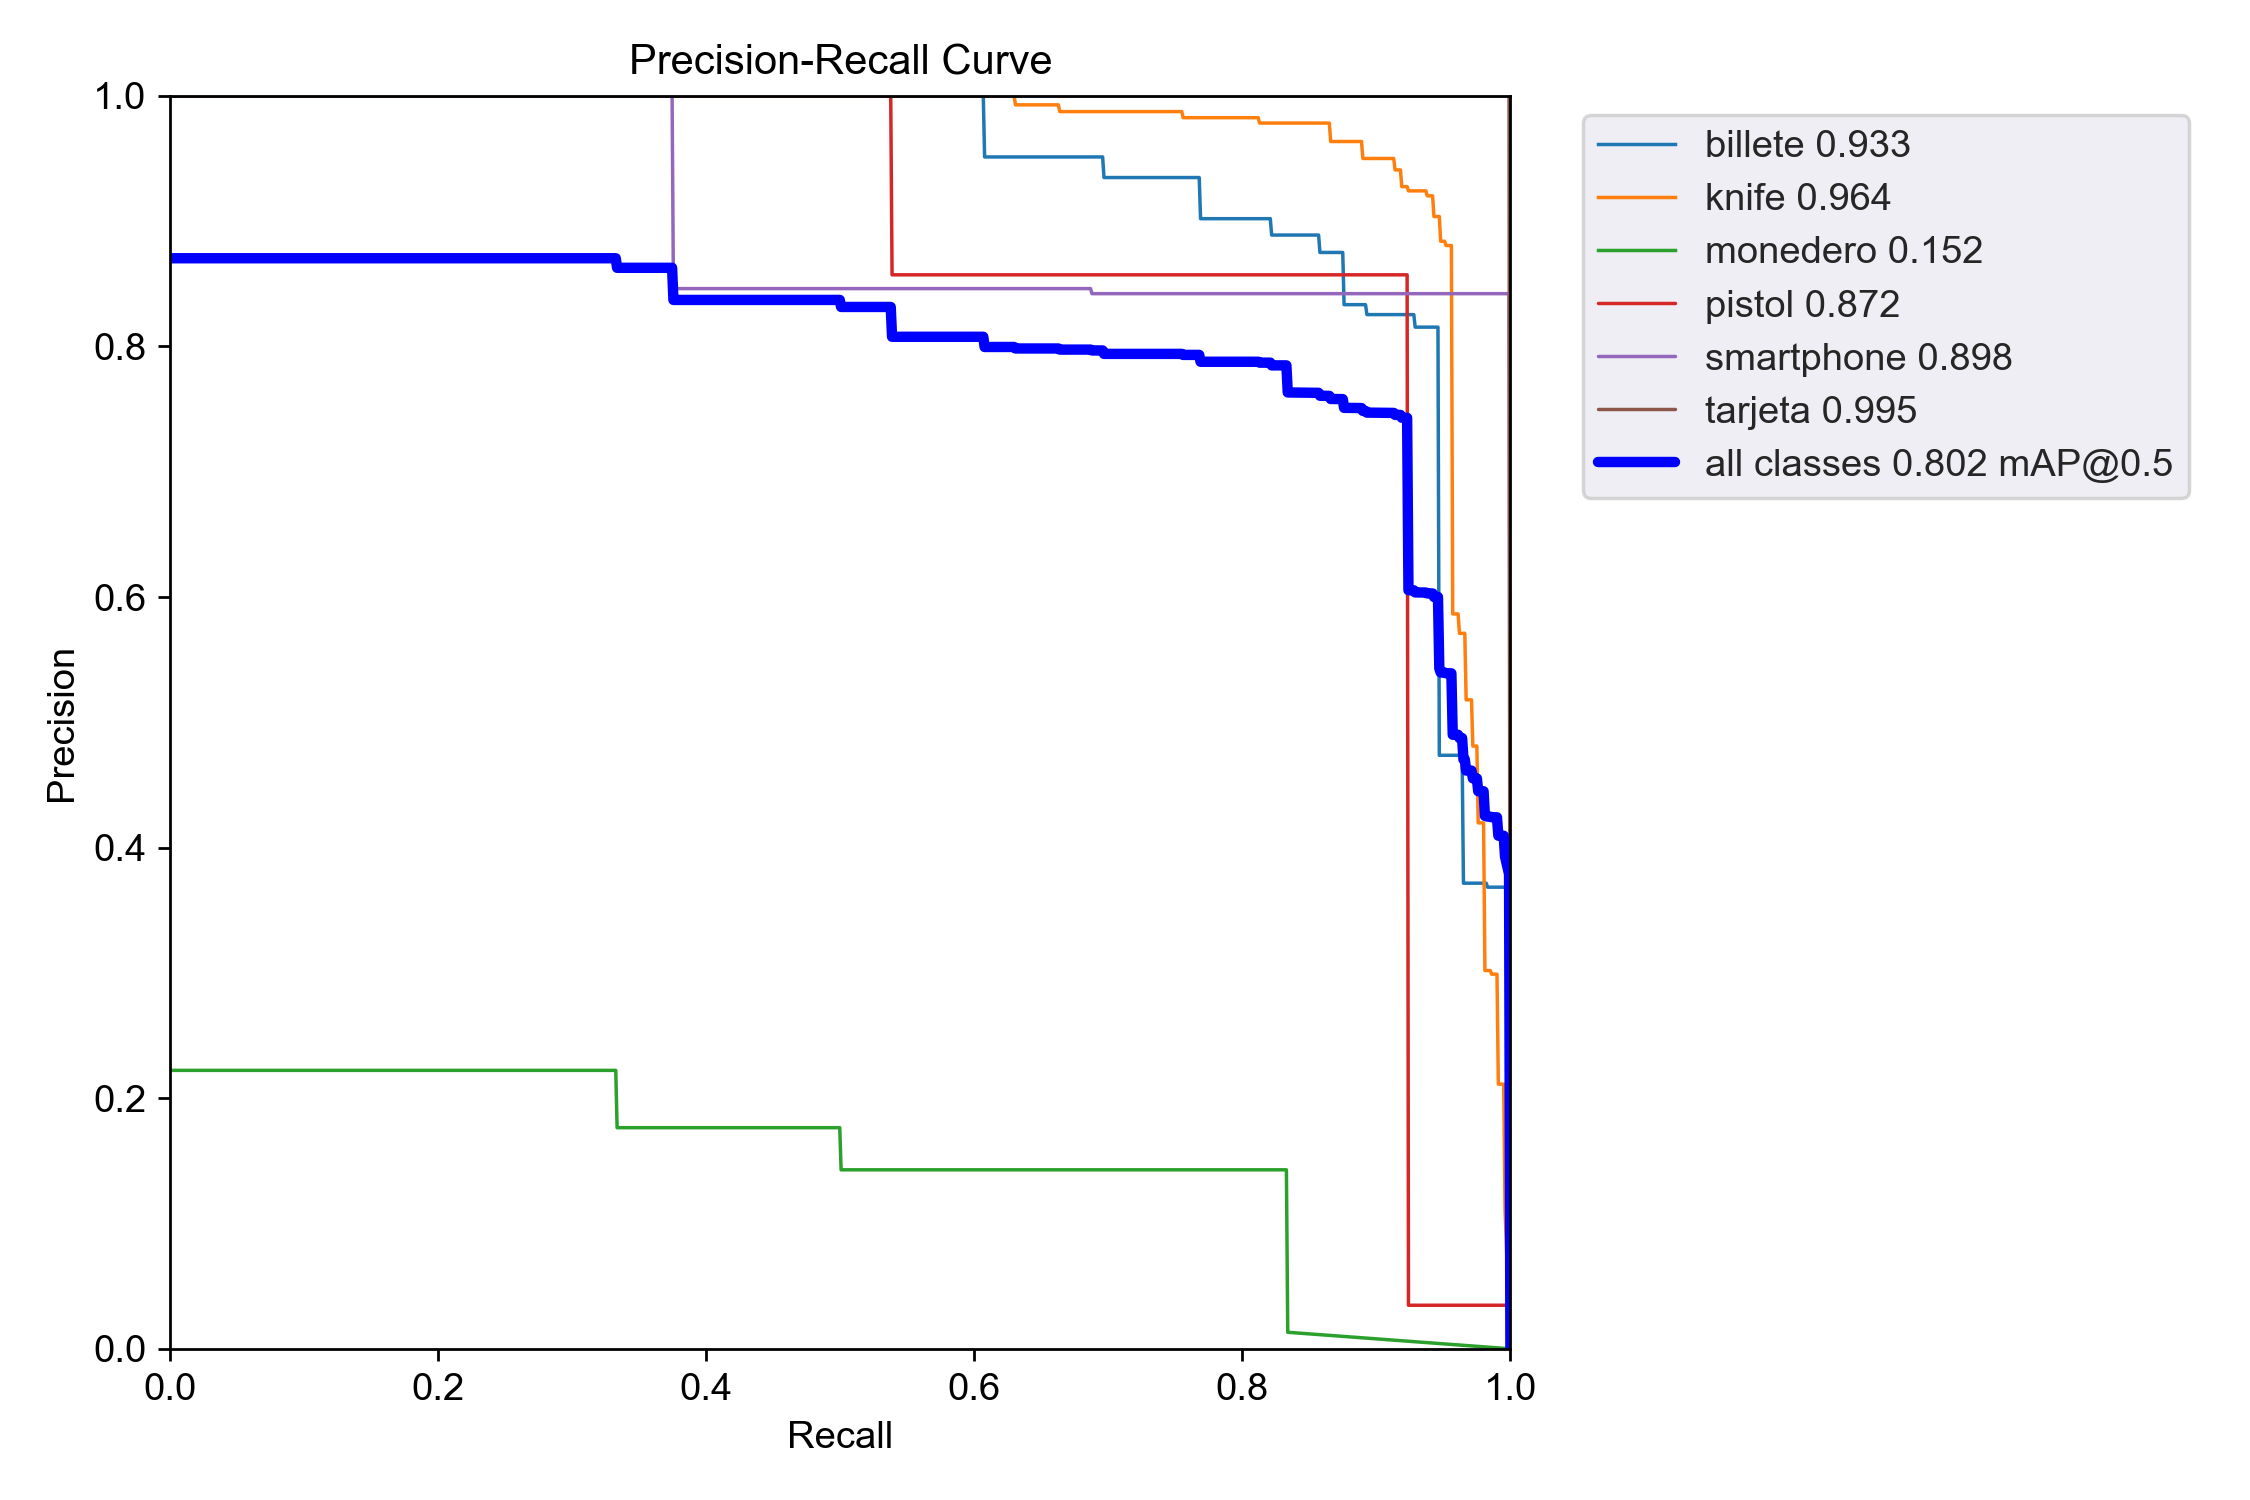 Precision-Recall Curve
1.0
0.8
0.6
0.4
0.2
0.0
Precision
0.0 0.2 0.4 0.6 0.8 1.0
Recall
billete 0.933
knife 0.964
monedero 0.152
pistol 0.872
smartphone 0.898
tarjeta 0.995
all classes 0.802 mAP@0.5